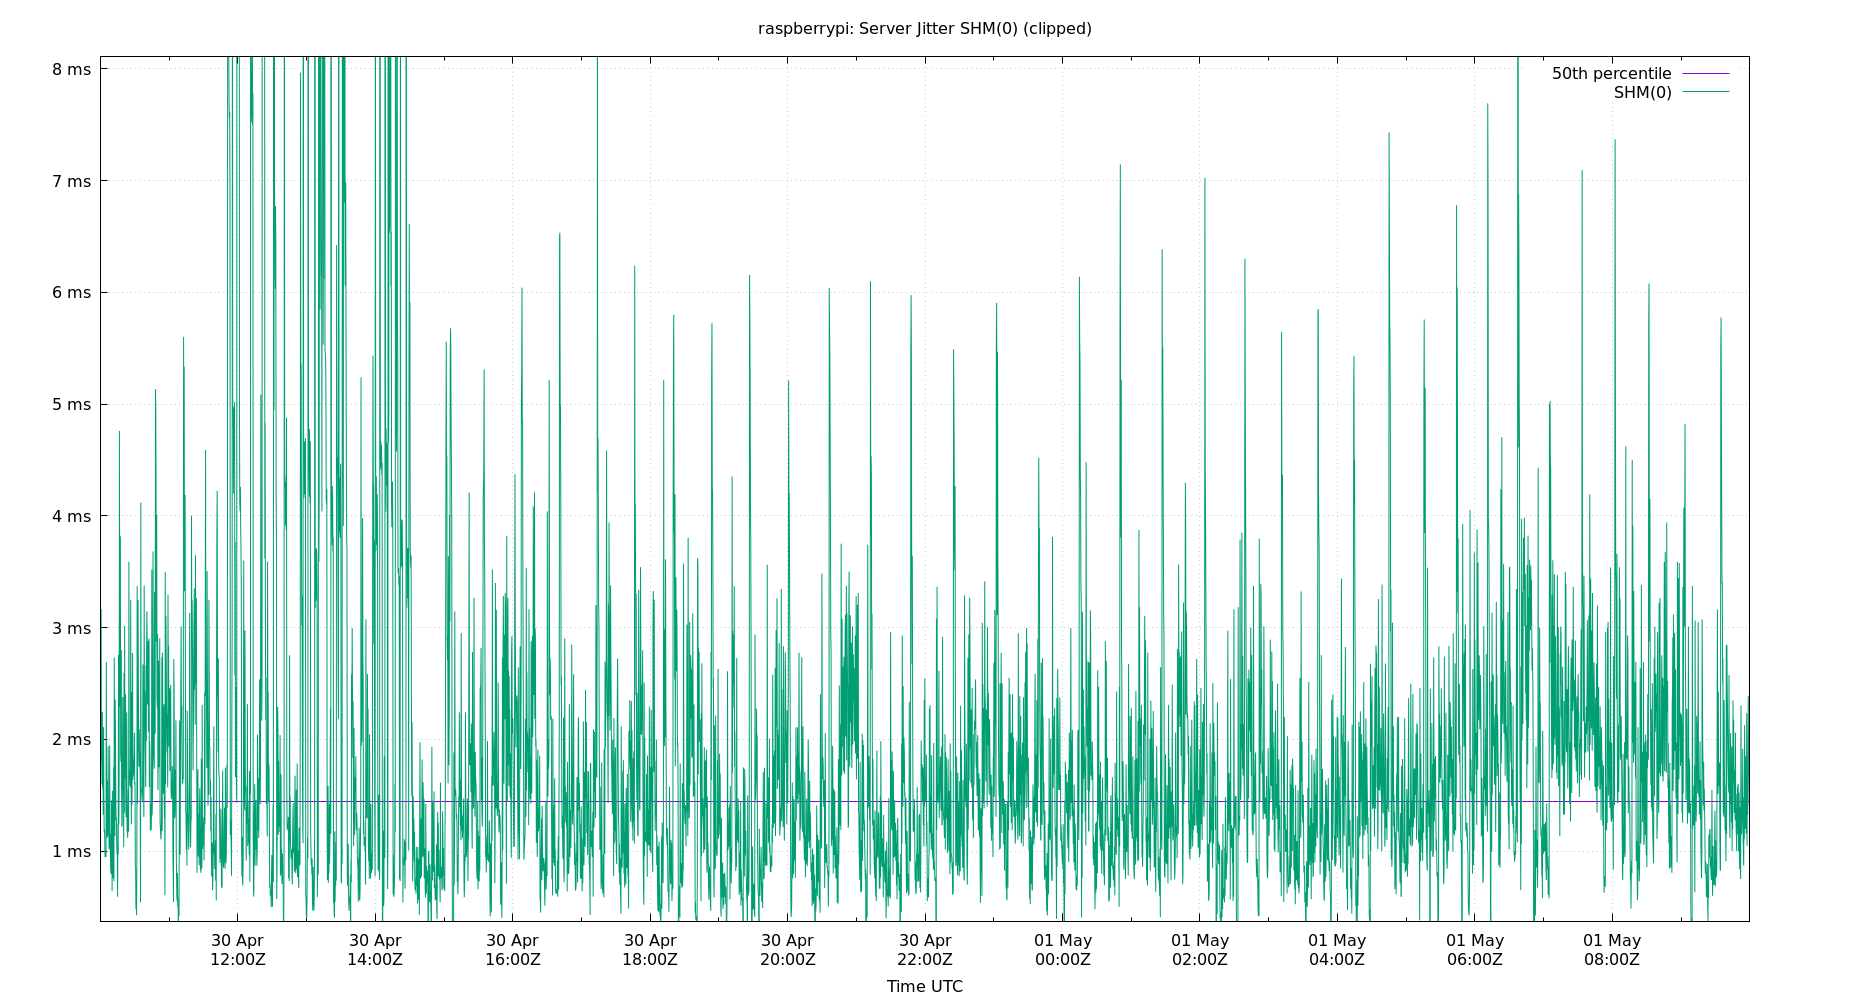 raspberrypi: Server Jitter SHM(0) (clipped)
8 ms
7 ms
6 ms
5 ms
4 ms
3 ms
2 ms
1 ms
50th percentile
SHM(0)
30 Apr
12:00Z
30 Apr
14:00Z
30 Apr
16:00Z
30 Apr
18:00Z
30 Apr
20:00Z
30 Apr
22:00Z
01 May
00:00Z
01 May
02:00Z
01 May
04:00Z
01 May
06:00Z
01 May
08:00Z
Time UTC